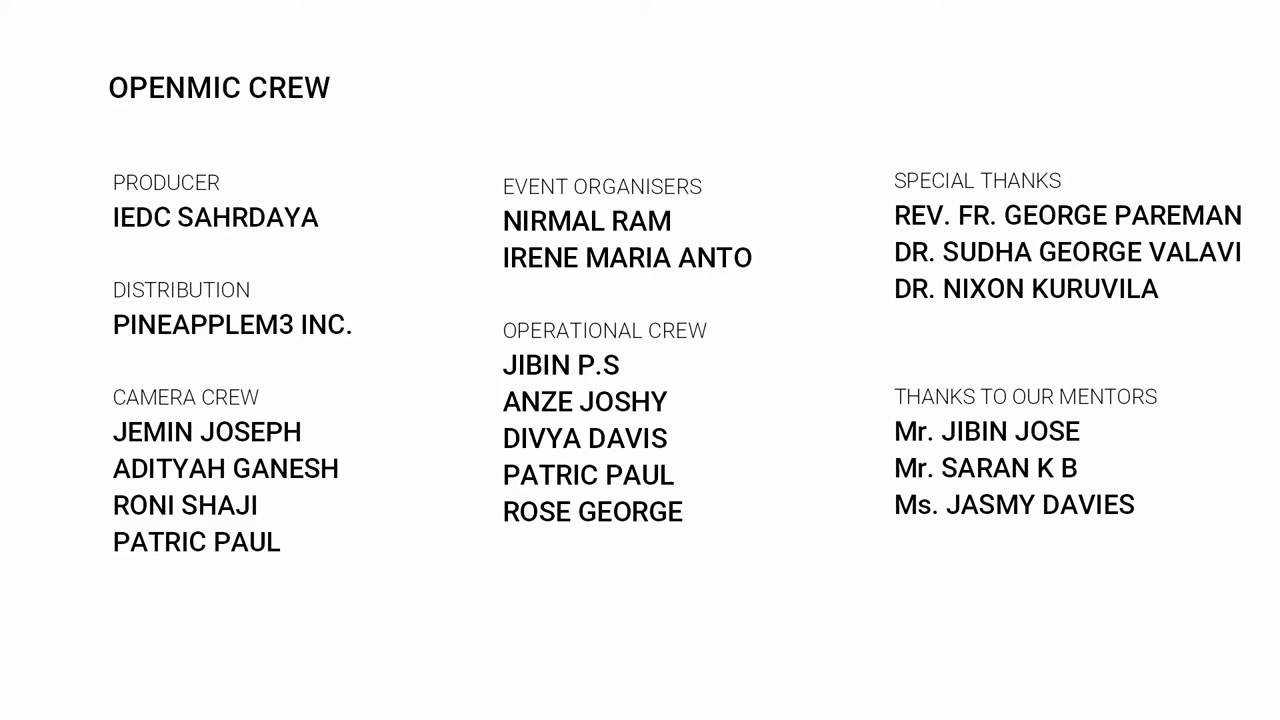 OPENMIC CREW
PRODUCER
IEDC SAHRDAYA
DISTRIBUTION
PINEAPPLEM3 INC.
CAMERA CREW
JEMIN JOSEPH
ADITYAH GANESH
RONI SHAJI
PATRIC PAUL
EVENT ORGANISERS
NIRMAL RAM
IRENE MARIA ANTO
OPERATIONAL CREW
JIBIN P.S
ANZE JOSHY
DIVYA DAVIS
PATRIC PAUL
ROSE GEORGE
SPECIAL THANKS
REV. FR. GEORGE PAREMAN
DR. SUDHA GEORGE VALAVI
DR. NIXON KURUVILA
THANKS TO OUR MENTORS
Mr. JIBIN JOSE
Mr. SARAN K B
Ms. JASMY DAVIES